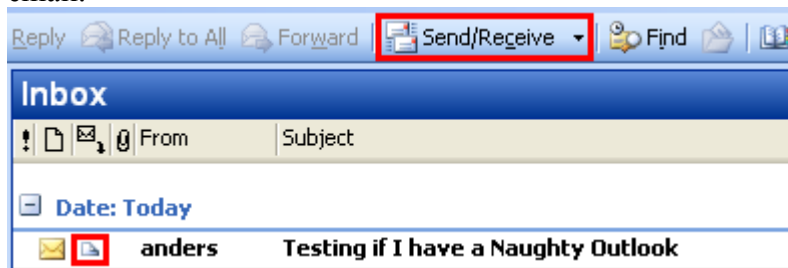 Reply Reply to All Forward Send/Receive Find
Inbox
From Subject
Date: Today
anders Testing if I have a Naughty Outlook